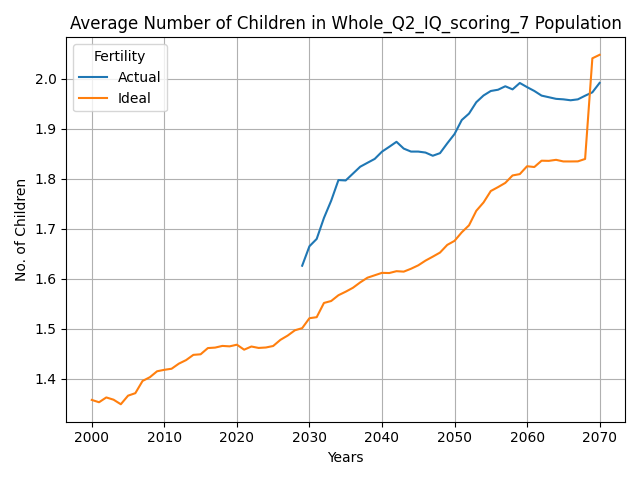 Average Number of Children in Whole_Q2_IQ_scoring_7 Population
Fertility
Actual
Ideal
No. of Children
2.0
1.9
1.8
1.7
1.6
1.5
1.4
2000 2010 2020 2030 2040 2050 2060 2070
Years